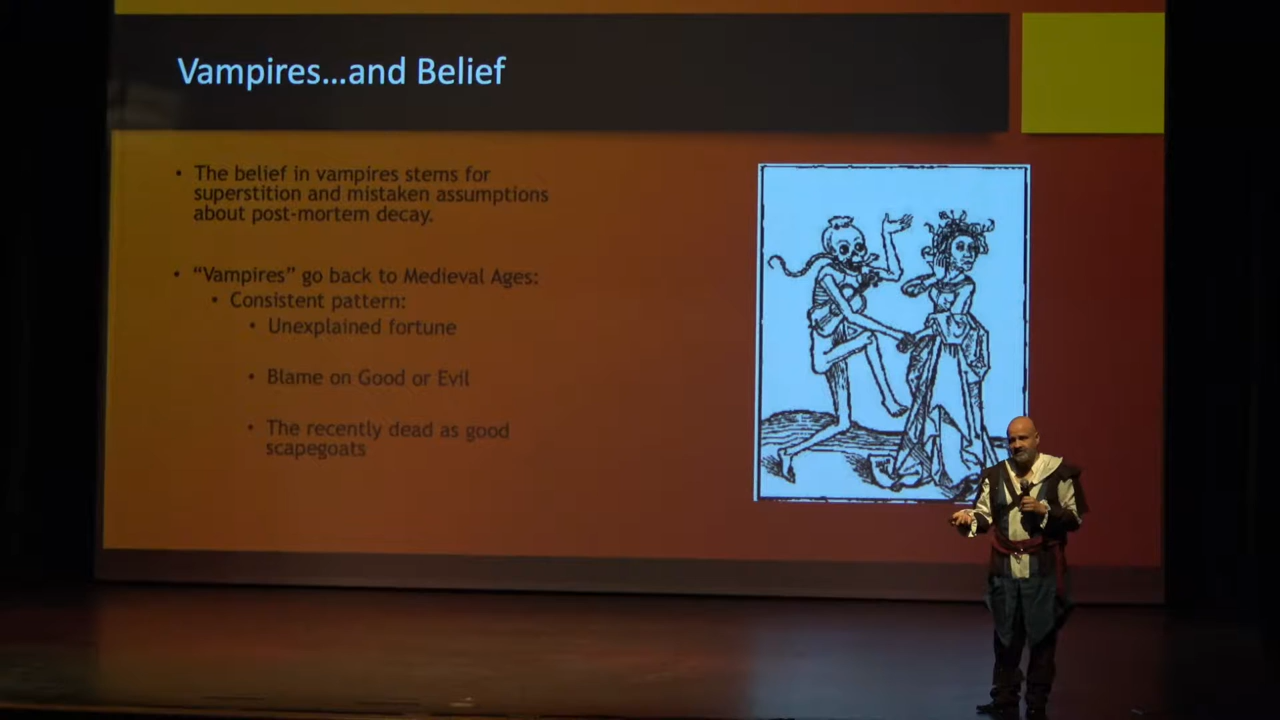 Vampires…and Belief
• The belief in vampires stems for
superstition and mistaken assumptions
about post-mortem decay.
• “Vampires” go back to Medieval Ages:
• Consistent pattern:
• Unexplained fortune
• Blame on Good or Evil
• The recently dead as good
scapegoats